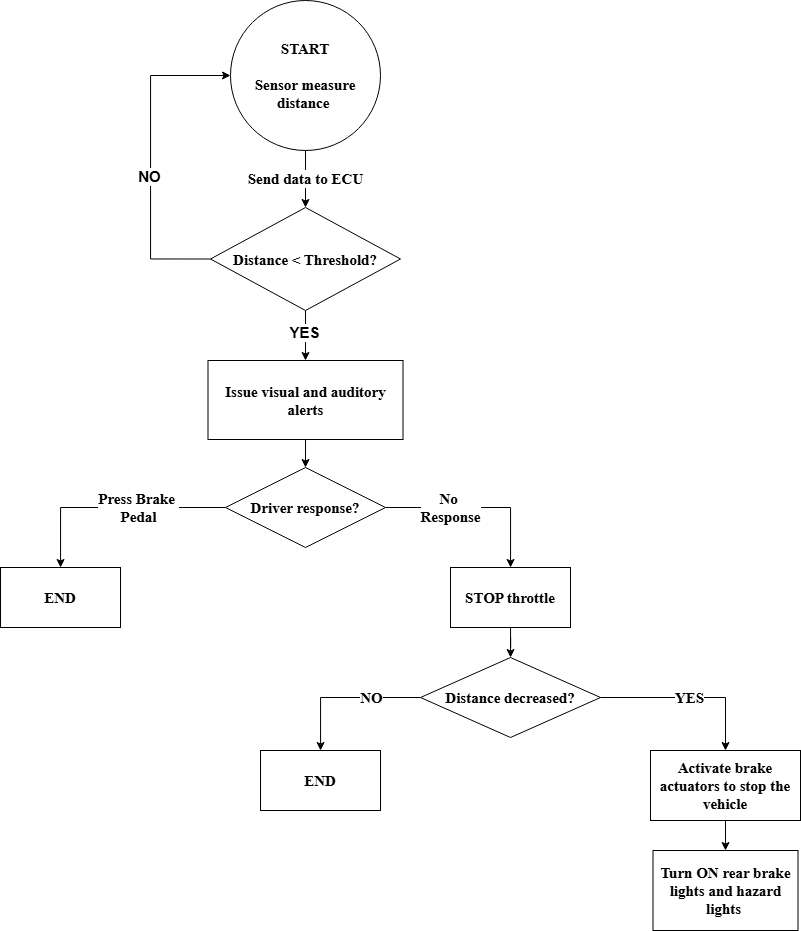 START
Sensor measure
distance
NO
Send data to ECU
Distance < Threshold?
YES
Issue visual and auditory
alerts
Press Brake
Pedal
Driver response?
No
Response
END
STOP throttle
NO
Distance decreased?
YES
END
Activate brake
actuators to stop the
vehicle
Turn ON rear brake
lights and hazard
lights